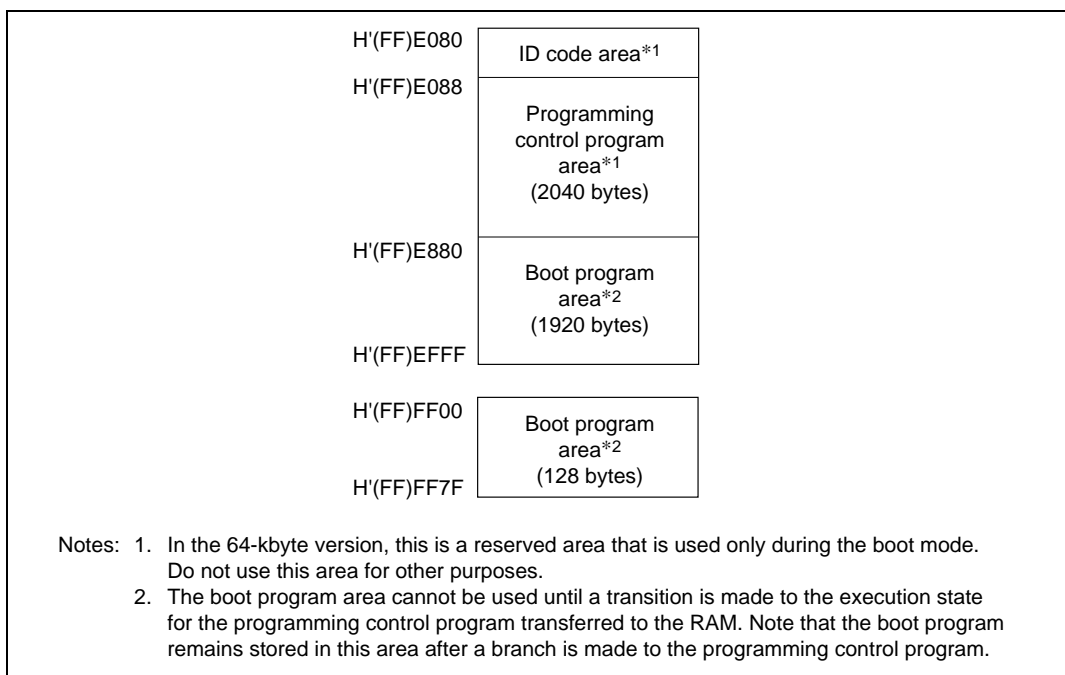 H'(FF)E080
ID code area*1
H'(FF)E088
Programming
control program
area*1
(2040 bytes)
H'(FF)E880
Boot program
area*2
(1920 bytes)
H'(FF)EFFF
H'(FF)FF00
Boot program
area*2
(128 bytes)
H'(FF)FF7F
Notes: 1. In the 64-kbyte version, this is a reserved area that is used only during the boot mode.
Do not use this area for other purposes.
2. The boot program area cannot be used until a transition is made to the execution state
for the programming control program transferred to the RAM. Note that the boot program
remains stored in this area after a branch is made to the programming control program.